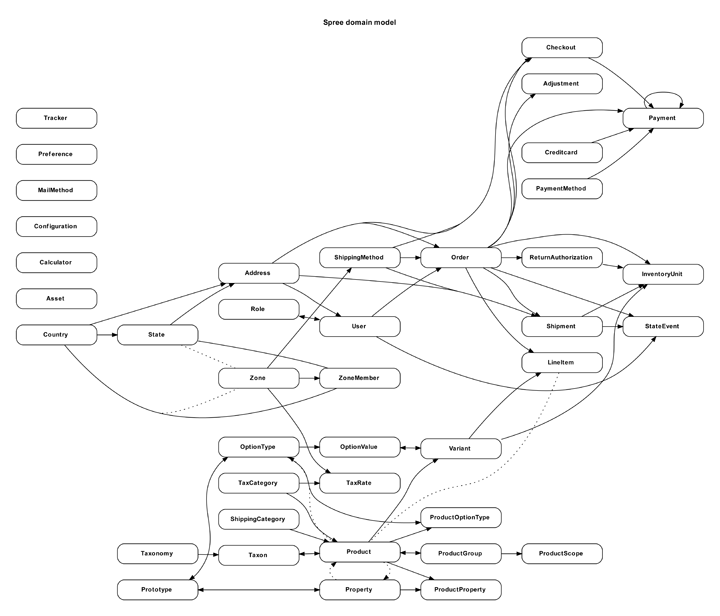 Spree domain model
Checkout
Adjustment
Tracker
Payment
Preference
Creditcard
MailMethod
PaymentMethod
Configuration
Calculator
Address
ShippingMethod
Order
ReturnAuthorization
InventoryUnit
Asset
Role
Country
State
User
Shipment
StateEvent
LineItem
Zone
ZoneMember
OptionType
OptionValue
Variant
TaxCategory
TaxRate
ShippingCategory
ProductOptionType
Taxonomy
Taxon
Product
ProductGroup
ProductScope
Prototype
Property
ProductProperty